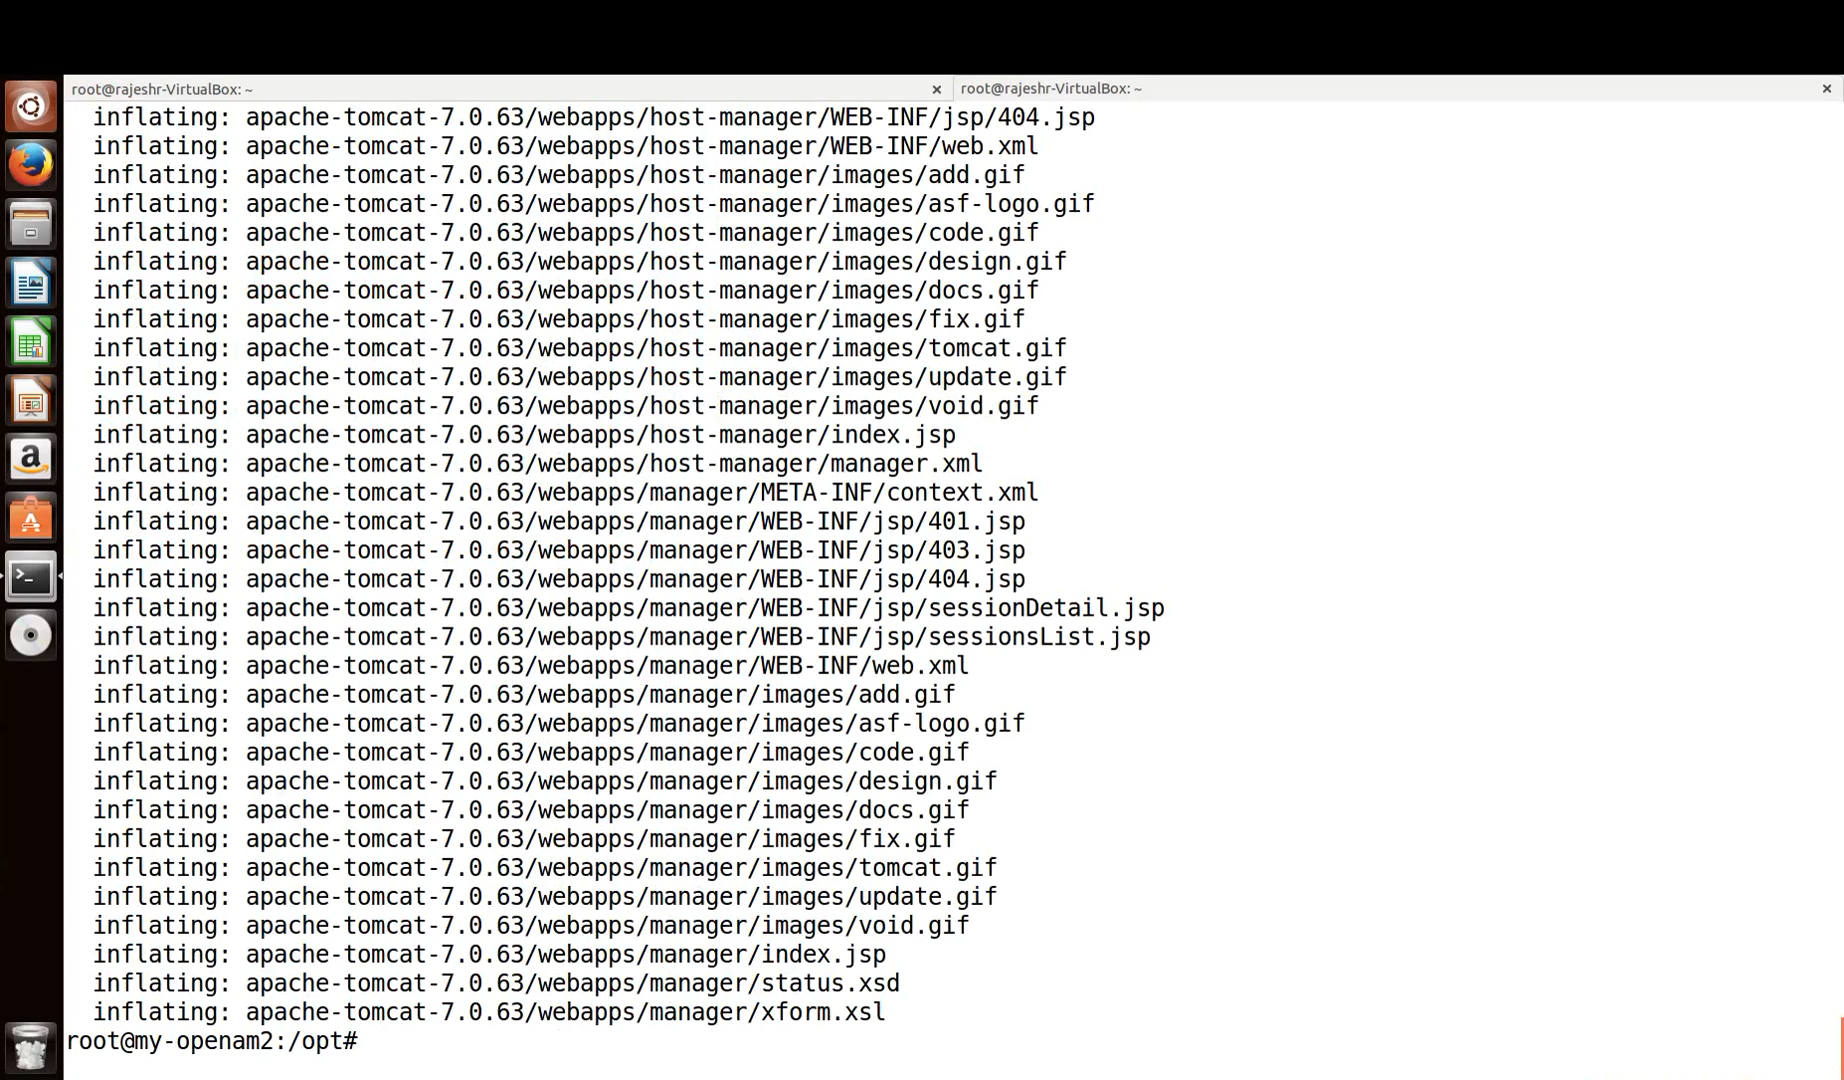 root@rajeshr-VirtualBox: ~ × root@rajeshr-VirtualBox: ~ ×
inflating: apache-tomcat-7.0.63/webapps/host-manager/WEB-INF/jsp/404.jsp
inflating: apache-tomcat-7.0.63/webapps/host-manager/WEB-INF/web.xml
inflating: apache-tomcat-7.0.63/webapps/host-manager/images/add.gif
inflating: apache-tomcat-7.0.63/webapps/host-manager/images/asf-logo.gif
inflating: apache-tomcat-7.0.63/webapps/host-manager/images/code.gif
inflating: apache-tomcat-7.0.63/webapps/host-manager/images/design.gif
inflating: apache-tomcat-7.0.63/webapps/host-manager/images/docs.gif
inflating: apache-tomcat-7.0.63/webapps/host-manager/images/fix.gif
inflating: apache-tomcat-7.0.63/webapps/host-manager/images/tomcat.gif
inflating: apache-tomcat-7.0.63/webapps/host-manager/images/update.gif
inflating: apache-tomcat-7.0.63/webapps/host-manager/images/void.gif
inflating: apache-tomcat-7.0.63/webapps/host-manager/index.jsp
inflating: apache-tomcat-7.0.63/webapps/host-manager/manager.xml
inflating: apache-tomcat-7.0.63/webapps/manager/META-INF/context.xml
inflating: apache-tomcat-7.0.63/webapps/manager/WEB-INF/jsp/401.jsp
inflating: apache-tomcat-7.0.63/webapps/manager/WEB-INF/jsp/403.jsp
inflating: apache-tomcat-7.0.63/webapps/manager/WEB-INF/jsp/404.jsp
inflating: apache-tomcat-7.0.63/webapps/manager/WEB-INF/jsp/sessionDetail.jsp
inflating: apache-tomcat-7.0.63/webapps/manager/WEB-INF/jsp/sessionsList.jsp
inflating: apache-tomcat-7.0.63/webapps/manager/WEB-INF/web.xml
inflating: apache-tomcat-7.0.63/webapps/manager/images/add.gif
inflating: apache-tomcat-7.0.63/webapps/manager/images/asf-logo.gif
inflating: apache-tomcat-7.0.63/webapps/manager/images/code.gif
inflating: apache-tomcat-7.0.63/webapps/manager/images/design.gif
inflating: apache-tomcat-7.0.63/webapps/manager/images/docs.gif
inflating: apache-tomcat-7.0.63/webapps/manager/images/fix.gif
inflating: apache-tomcat-7.0.63/webapps/manager/images/tomcat.gif
inflating: apache-tomcat-7.0.63/webapps/manager/images/update.gif
inflating: apache-tomcat-7.0.63/webapps/manager/images/void.gif
inflating: apache-tomcat-7.0.63/webapps/manager/index.jsp
inflating: apache-tomcat-7.0.63/webapps/manager/status.xsd
inflating: apache-tomcat-7.0.63/webapps/manager/xform.xsl
root@my-openam2:/opt#